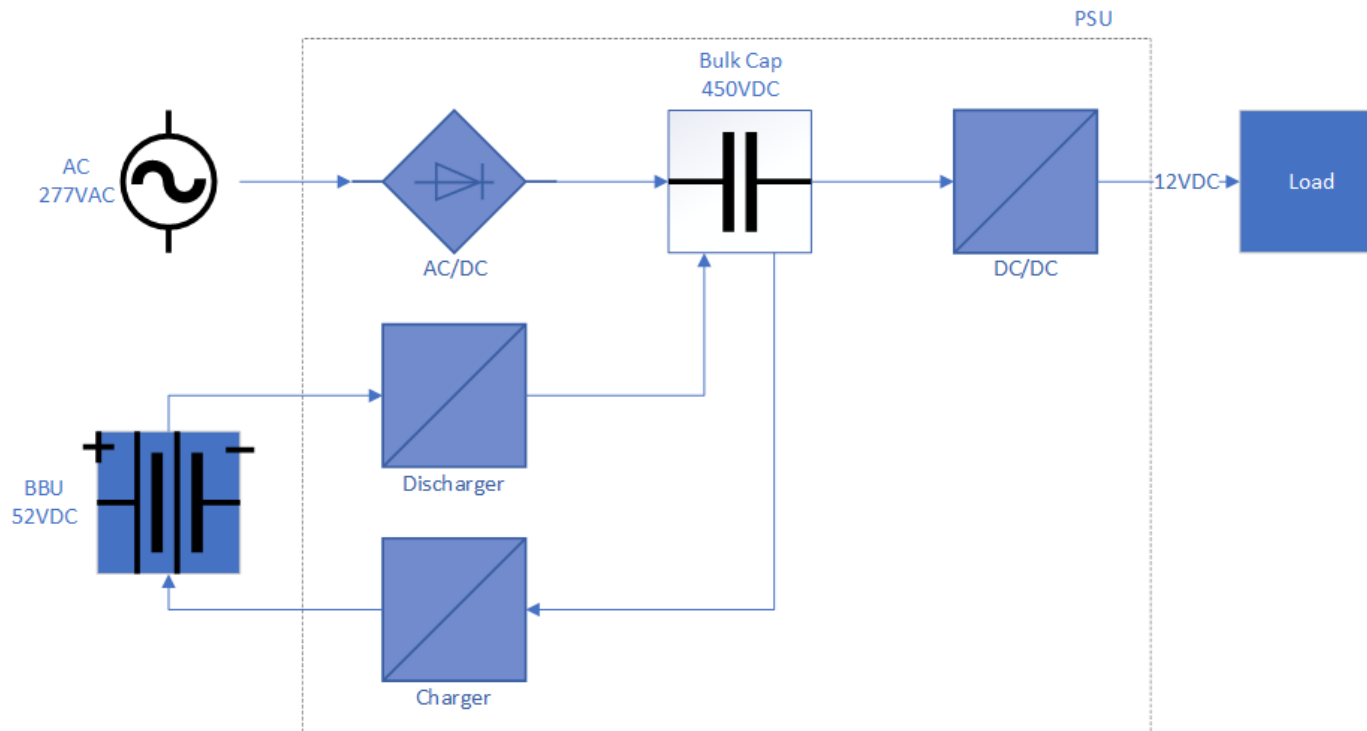 PSU
Bulk Cap
450VDC
AC
277VAC
AC/DC
DC/DC
12VDC
Load
Discharger
BBU
52VDC
Charger